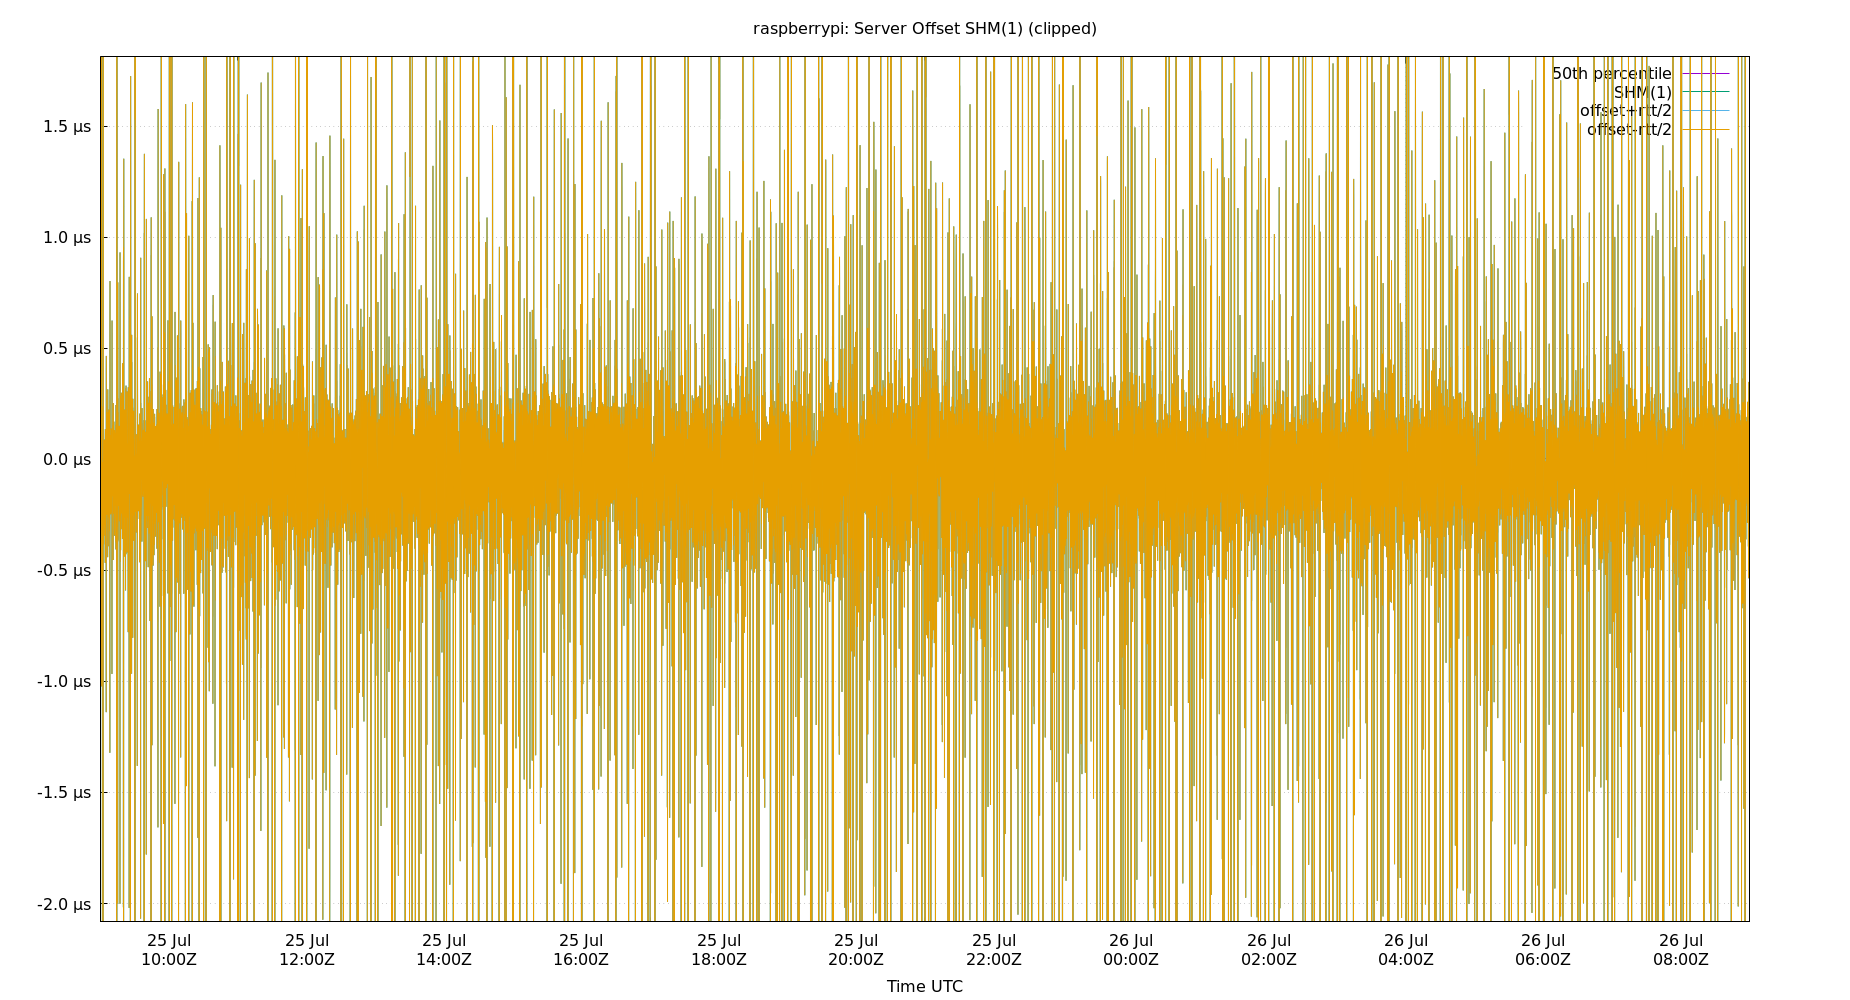 raspberrypi: Server Offset SHM(1) (clipped)
50th percentile
SHM(1)
offset+rtt/2
offset-rtt/2
1.5 µs
1.0 µs
0.5 µs
0.0 µs
-0.5 µs
-1.0 µs
-1.5 µs
-2.0 µs
25 Jul 25 Jul 25 Jul 25 Jul 25 Jul 25 Jul 25 Jul 26 Jul 26 Jul 26 Jul 26 Jul 26 Jul
10:00Z 12:00Z 14:00Z 16:00Z 18:00Z 20:00Z 22:00Z 00:00Z 02:00Z 04:00Z 06:00Z 08:00Z
Time UTC